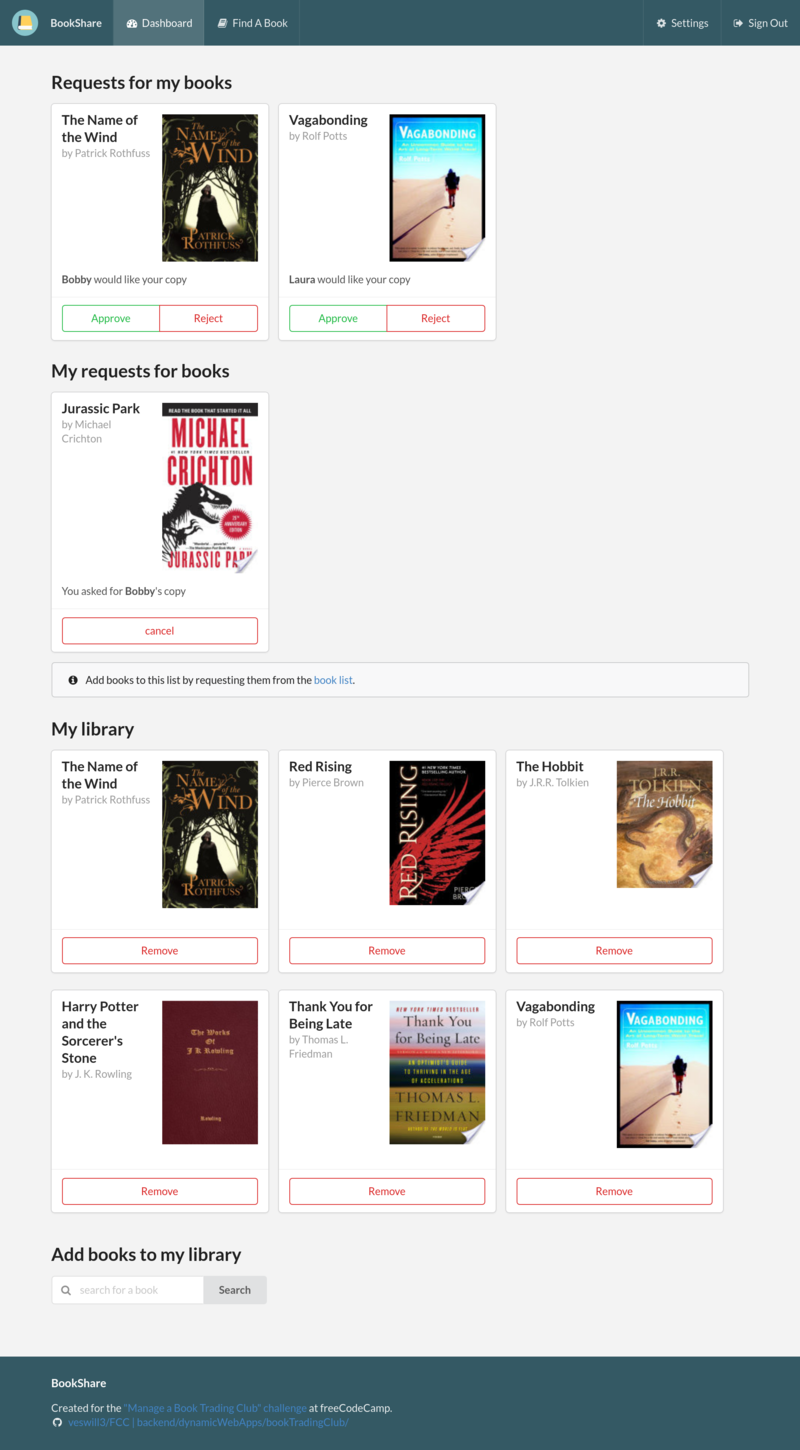 BookShare
Dashboard
Find A Book
Settings
Sign Out
Requests for my books
The Name of
the Wind
by Patrick Rothfuss
The
NAME
of the
WIND
PATRICK
ROTHFUSS
Bobby would like your copy
Approve
Reject
Vagabonding
by Rolf Potts
VAGABONDING
Rolf Potts
Laura would like your copy
Approve
Reject
My requests for books
Jurassic Park
by Michael
Crichton
READ THE BOOK THAT STARTED IT ALL
MICHAEL
#1 NEW YORK TIMES BESTSELLER
CRICHTON
25TH
ANNIVERSARY
EDITION
JURASSIC PARK
You asked for Bobby's copy
cancel
Add books to this list by requesting them from the book list.
My library
The Name of
the Wind
by Patrick Rothfuss
The
NAME
of the
WIND
PATRICK
ROTHFUSS
Remove
Red Rising
by Pierce Brown
#1 NEW YORK TIMES
BESTSELLING AUTHOR
RED RISING
PIERCE
BRO
Remove
The Hobbit
by J.R.R. Tolkien
J.R.R.
TOLKIEN
The Hobbit
Remove
Harry Potter
and the
Sorcerer's
Stone
by J. K. Rowling
The Works
Of
J K Rowling
Rowling
Remove
Thank You for
Being Late
by Thomas L.
Friedman
NEW YORK TIMES BESTSELLER
Thank You
for Being Late
AN OPTIMIST'S GUIDE
TO THRIVING IN THE AGE
OF ACCELERATIONS
THOMAS L.
FRIEDMAN
AUTHOR OF THE WORLD IS FLAT
Remove
Vagabonding
by Rolf Potts
VAGABONDING
Rolf Potts
Remove
Add books to my library
search for a book
Search
BookShare
Created for the "Manage a Book Trading Club" challenge at freeCodeCamp.
veswill3/FCC | backend/dynamicWebApps/bookTradingClub/